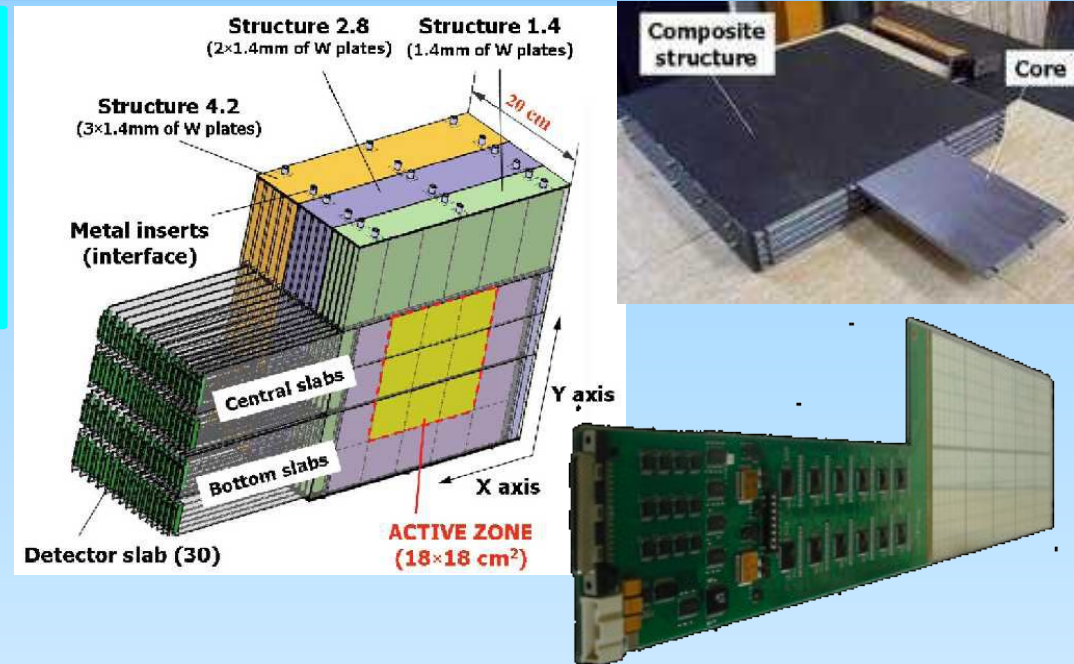 Structure 2.8
(2×1.4mm of W plates)
Structure 1.4
(1.4mm of W plates)
Structure 4.2
(3×1.4mm of W plates)
20 cm
Metal inserts
(interface)
Central slabs
Bottom slabs
Y axis
X axis
Detector slab (30)
ACTIVE ZONE
(18×18 cm²)
Composite
structure
Core